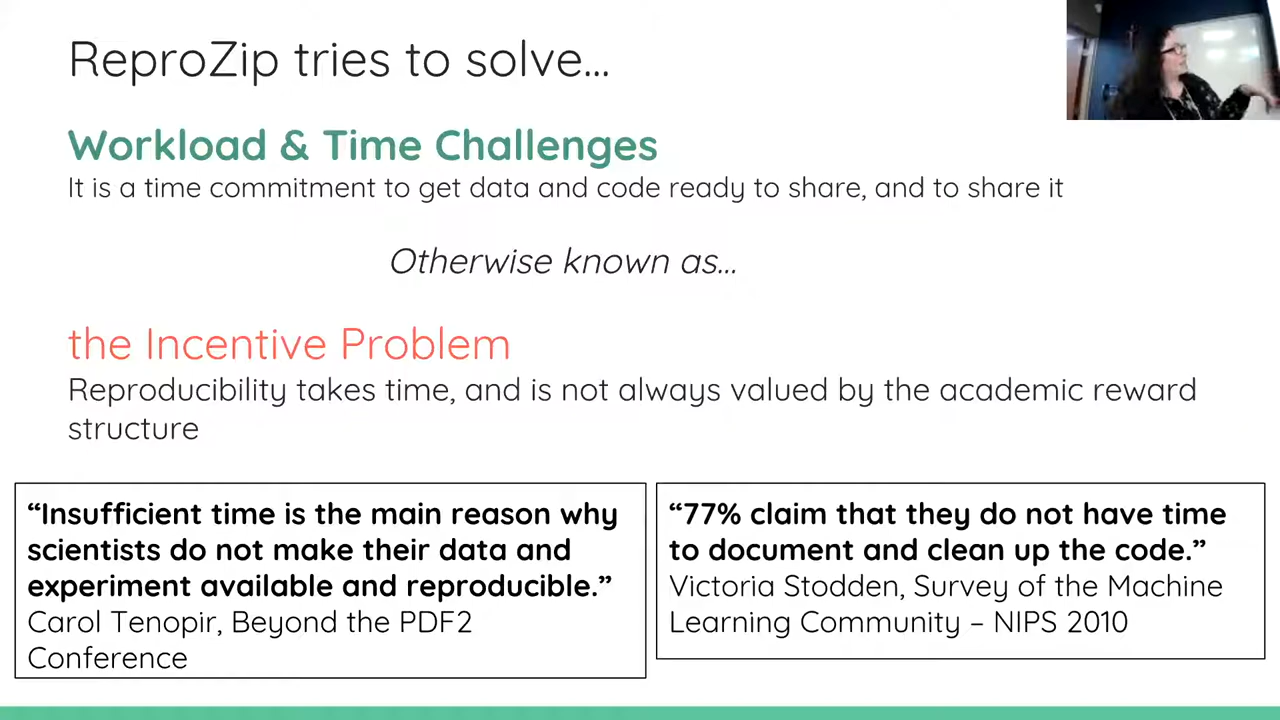 ReproZip tries to solve...
Workload & Time Challenges
It is a time commitment to get data and code ready to share, and to share it
Otherwise known as...
the Incentive Problem
Reproducibility takes time, and is not always valued by the academic reward
structure
“Insufficient time is the main reason why
scientists do not make their data and
experiment available and reproducible.”
Carol Tenopir, Beyond the PDF2
Conference
“77% claim that they do not have time
to document and clean up the code.”
Victoria Stodden, Survey of the Machine
Learning Community – NIPS 2010